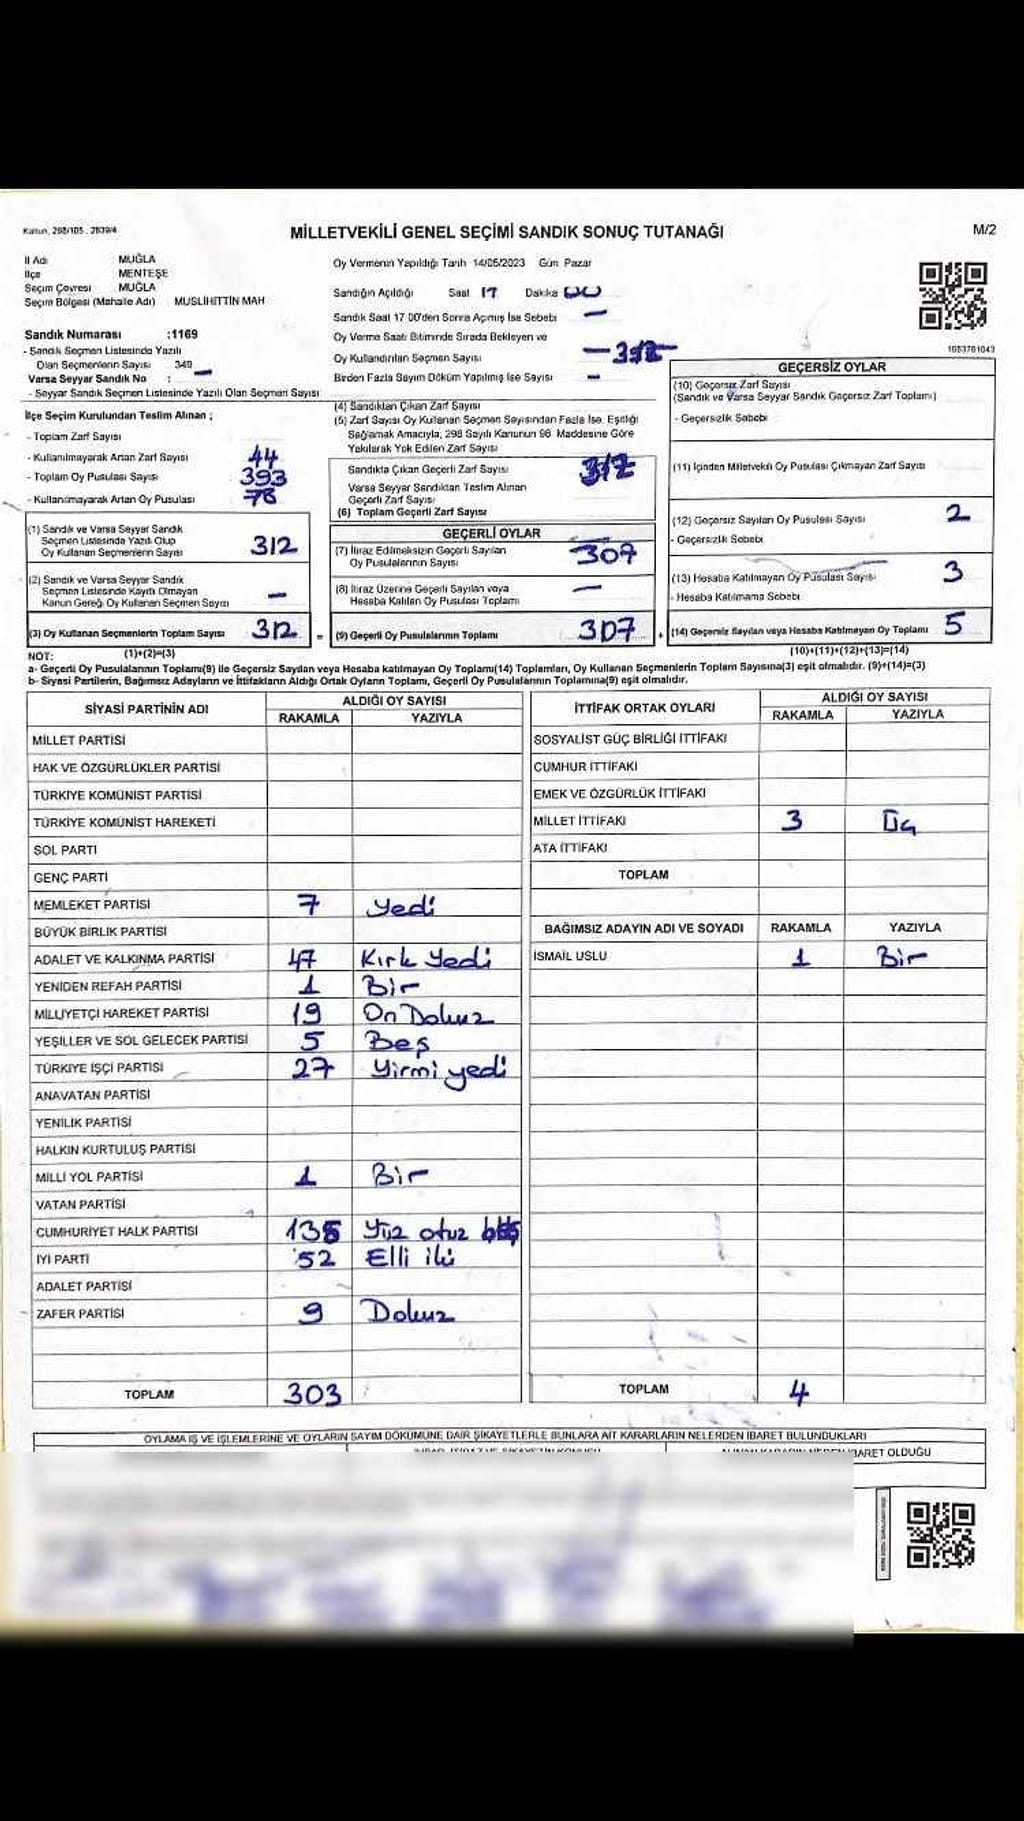 Kanun, 298/105 , 2839/4
MİLLETVEKİLİ GENEL SEÇİMİ SANDIK SONUÇ TUTANAĞI
M/2
İl Adı MUĞLA
İlçe MENTEŞE
Seçim Çevresi MUĞLA
Seçim Bölgesi (Mahalle Adı) MUSLİHİTTİN MAH
Sandık Numarası :1169
- Sandık Seçmen Listesinde Yazılı
Olan Seçmenlerin Sayısı 349
Varsa Seyyar Sandık No : —
- Seyyar Sandık Seçmen Listesinde Yazılı Olan Seçmen Sayısı
Oy Vermenin Yapıldığı Tarih 14/05/2023 Gün Pazar
Sandığın Açıldığı Saat 17 Dakika 00
Sandık Saat 17 00'den Sonra Açmış İse Sebebi —
Oy Verme Saati Bitiminde Sırada Bekleyen ve
Oy Kullandırılan Seçmen Sayısı — 312
Birden Fazla Sayım Döküm Yapılmış İse Sayısı —
1083761043
İlçe Seçim Kurulundan Teslim Alınan ;
- Toplam Zarf Sayısı
- Kullanılmayarak Artan Zarf Sayısı 44
- Toplam Oy Pusulası Sayısı 393
- Kullanılmayarak Artan Oy Pusulası 78
(4) Sandıktan Çıkan Zarf Sayısı
(5) Zarf Sayısı Oy Kullanan Seçmen Sayısından Fazla İse, Eşitliği
Sağlamak Amacıyla, 298 Sayılı Kanunun 98 Maddesine Göre
Yakılarak Yok Edilen Zarf Sayısı
Sandıkta Çıkan Geçerli Zarf Sayısı 312
Varsa Seyyar Sandıktan Teslim Alınan
Geçerli Zarf Sayısı
(6) Toplam Geçerli Zarf Sayısı
GEÇERSİZ OYLAR
(10) Geçersiz Zarf Sayısı
(Sandık ve Varsa Seyyar Sandık Geçersiz Zarf Toplamı)
- Geçersizlik Sebebi
(11) İçinden Milletvekili Oy Pusulası Çıkmayan Zarf Sayısı
(12) Geçersiz Sayılan Oy Pusulası Sayısı 2
- Geçersizlik Sebebi
(13) Hesaba Katılmayan Oy Pusulası Sayısı 3
- Hesaba Katılmama Sebebi
(1) Sandık ve Varsa Seyyar Sandık
Seçmen Listesinde Yazılı Olup
Oy Kullanan Seçmenlerin Sayısı 312
(2) Sandık ve Varsa Seyyar Sandık
Seçmen Listesinde Kayıtlı Olmayan
Kanun Gereği Oy Kullanan Seçmen Sayısı —
GEÇERLİ OYLAR
(7) İtiraz Edilmeksizin Geçerli Sayılan
Oy Pusulalarının Sayısı 307
(8) İtiraz Üzerine Geçerli Sayılan veya
Hesaba Katılan Oy Pusulası Toplamı —
(3) Oy Kullanan Seçmenlerin Toplam Sayısı 312 = (9) Geçerli Oy Pusulalarının Toplamı 307 + (14) Geçersiz Sayılan veya Hesaba Katılmayan Oy Toplamı 5
NOT: (1)+(2)=(3) (10)+(11)+(12)+(13)=(14)
a- Geçerli Oy Pusulalarının Toplamı(9) ile Geçersiz Sayılan veya Hesaba katılmayan Oy Toplamı(14) Toplamları, Oy Kullanan Seçmenlerin Toplam Sayısına(3) eşit olmalıdır. (9)+(14)=(3)
b- Siyasi Partilerin, Bağımsız Adayların ve İttifakların Aldığı Ortak Oyların Toplamı, Geçerli Oy Pusulalarının Toplamına(9) eşit olmalıdır.
SİYASİ PARTİNİN ADI ALDIĞI OY SAYISI
RAKAMLA YAZIYLA
MİLLET PARTİSİ
HAK VE ÖZGÜRLÜKLER PARTİSİ
TÜRKİYE KOMÜNİST PARTİSİ
TÜRKİYE KOMÜNİST HAREKETİ
SOL PARTİ
GENÇ PARTİ
MEMLEKET PARTİSİ 7 Yedi
BÜYÜK BİRLİK PARTİSİ
ADALET VE KALKINMA PARTİSİ 47 Kırk Yedi
YENİDEN REFAH PARTİSİ 1 Bir
MİLLİYETÇİ HAREKET PARTİSİ 19 On Dokuz
YEŞİLLER VE SOL GELECEK PARTİSİ 5 Beş
TÜRKİYE İŞÇİ PARTİSİ 27 Yirmi yedi
ANAVATAN PARTİSİ
YENİLİK PARTİSİ
HALKIN KURTULUŞ PARTİSİ
MİLLİ YOL PARTİSİ 1 Bir
VATAN PARTİSİ
CUMHURİYET HALK PARTİSİ 135 Yüz otuz beş
İYİ PARTİ 52 Elli iki
ADALET PARTİSİ
ZAFER PARTİSİ 9 Dokuz
TOPLAM 303
İTTİFAK ORTAK OYLARI ALDIĞI OY SAYISI
RAKAMLA YAZIYLA
SOSYALİST GÜÇ BİRLİĞİ İTTİFAKI
CUMHUR İTTİFAKI
EMEK VE ÖZGÜRLÜK İTTİFAKI
MİLLET İTTİFAKI 3 Üç
ATA İTTİFAKI
TOPLAM
BAĞIMSIZ ADAYIN ADI VE SOYADI RAKAMLA YAZIYLA
İSMAİL USLU 1 Bir
TOPLAM 4
OYLAMA İŞ VE İŞLEMLERİNE VE OYLARIN SAYIM DÖKÜMÜNE DAİR ŞİKAYETLERLE BUNLARA AİT KARARLARIN NELERDEN İBARET BULUNDUKLARI
İBARET OLDUĞU